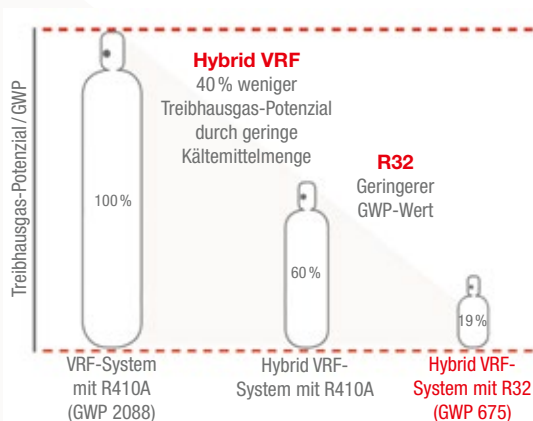 Treibhausgas-Potenzial/GWP
Hybrid VRF
40 % weniger
Treibhausgas-Potenzial
durch geringe
Kältemittelmenge
R32
Geringerer
GWP-Wert
100 %
60 %
19 %
VRF-System
mit R410A
(GWP 2088)
Hybrid VRF-
System mit R410A
Hybrid VRF-
System mit R32
(GWP 675)